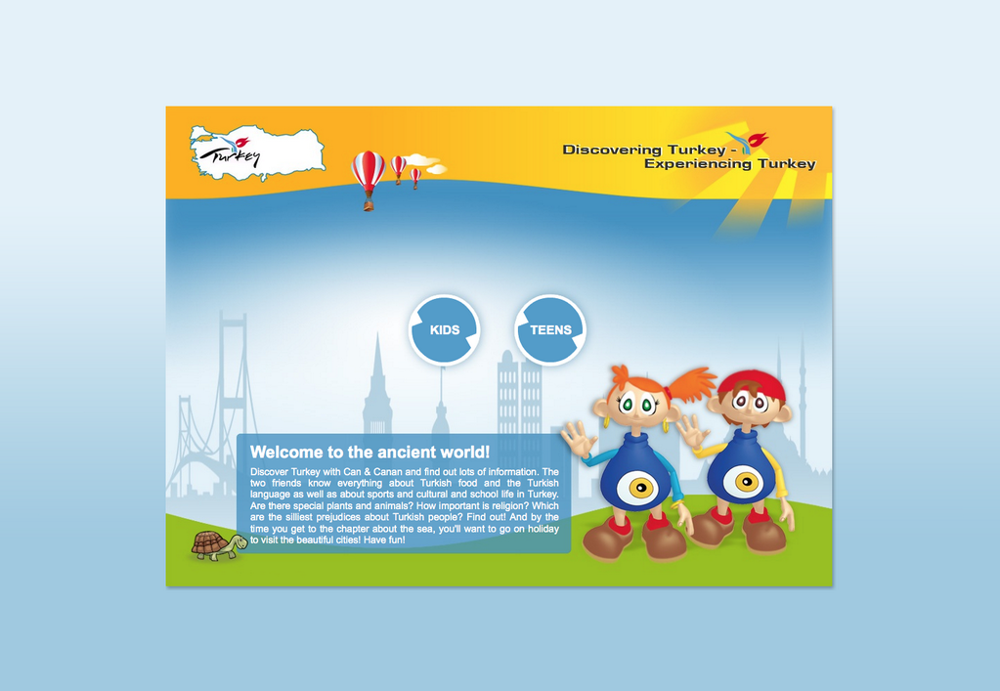 Turkey
Discovering Turkey -
Experiencing Turkey
KIDS
TEENS
Welcome to the ancient world!
Discover Turkey with Can & Canan and find out lots of information. The
two friends know everything about Turkish food and the Turkish
language as well as about sports and cultural and school life in Turkey.
Are there special plants and animals? How important is religion? Which
are the silliest prejudices about Turkish people? Find out! And by the
time you get to the chapter about the sea, you'll want to go on holiday
to visit the beautiful cities! Have fun!